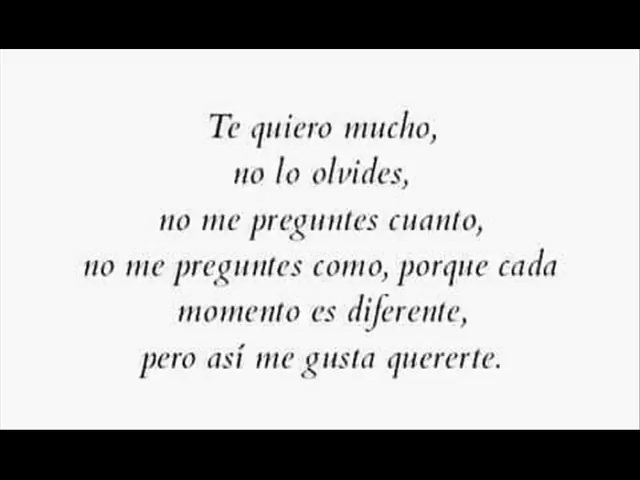 Te quiero mucho,
no lo olvides,
no me preguntes cuanto,
no me preguntes como, porque cada
momento es diferente,
pero así me gusta quererte.